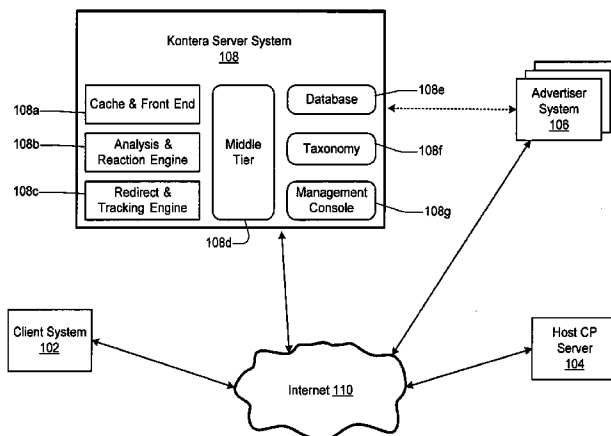 Kontera Server System
108
108a
Cache & Front End
108b
Analysis &
Reaction Engine
108c
Redirect &
Tracking Engine
Middle
Tier
108d
Database
108e
Taxonomy
108f
Management
Console
108g
Advertiser
System
106
Client System
102
Internet 110
Host CP
Server
104